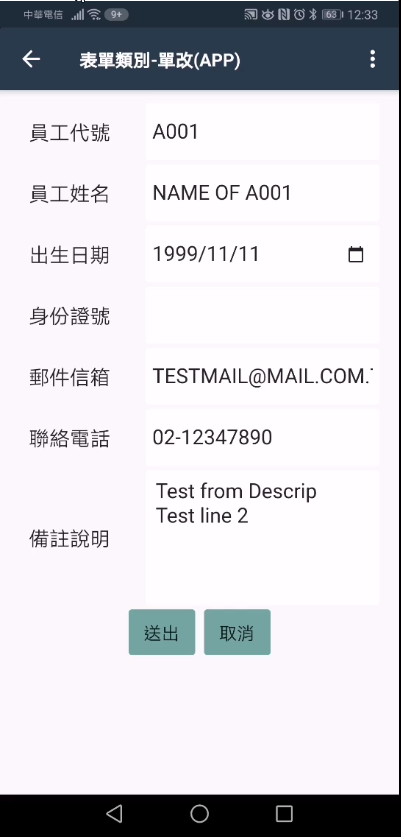 中華電信 9+ 63 12:33
表單類別-單改(APP)
員工代號 A001
員工姓名 NAME OF A001
出生日期 1999/11/11
身份證號
郵件信箱 TESTMAIL@MAIL.COM.
聯絡電話 02-12347890
Test from Descrip
Test line 2
備註說明
送出 取消